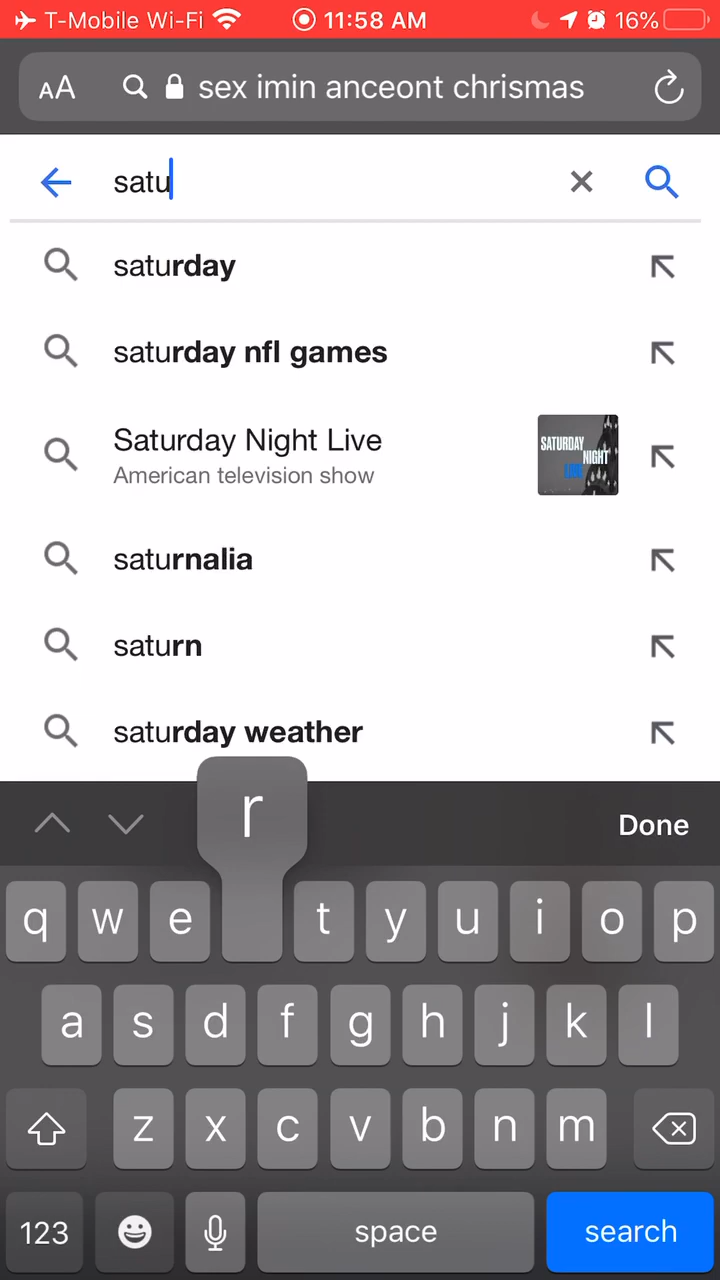 T-Mobile Wi-Fi 11:58 AM 16%
AA sex imin anceont chrismas
satu
saturday
saturday nfl games
Saturday Night Live
American television show
SATURDAY
NIGHT
LIVE
saturnalia
saturn
saturday weather
r
Done
q w e t y u i o p
a s d f g h j k l
z x c v b n m
123 space search